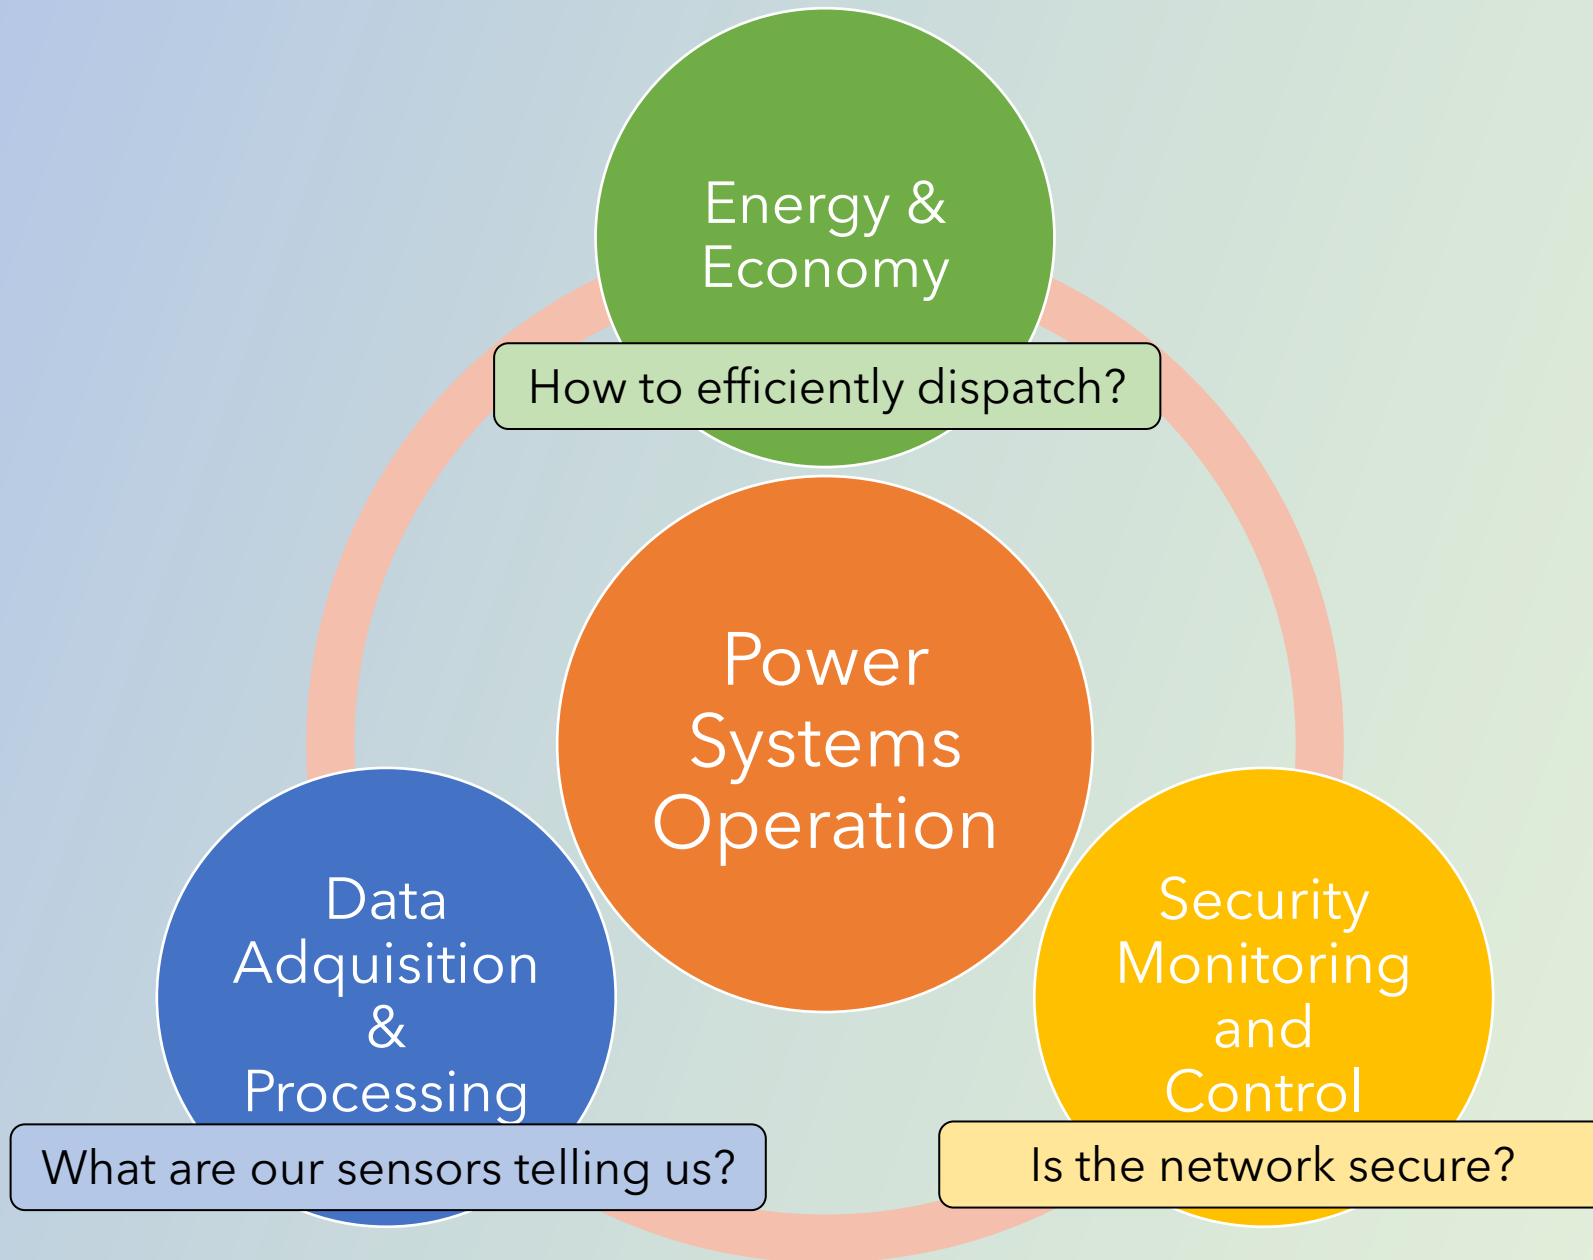 Energy &
Economy
How to efficiently dispatch?
Power
Systems
Operation
Data
Adquisition
&
Processing
What are our sensors telling us?
Security
Monitoring
and
Control
Is the network secure?